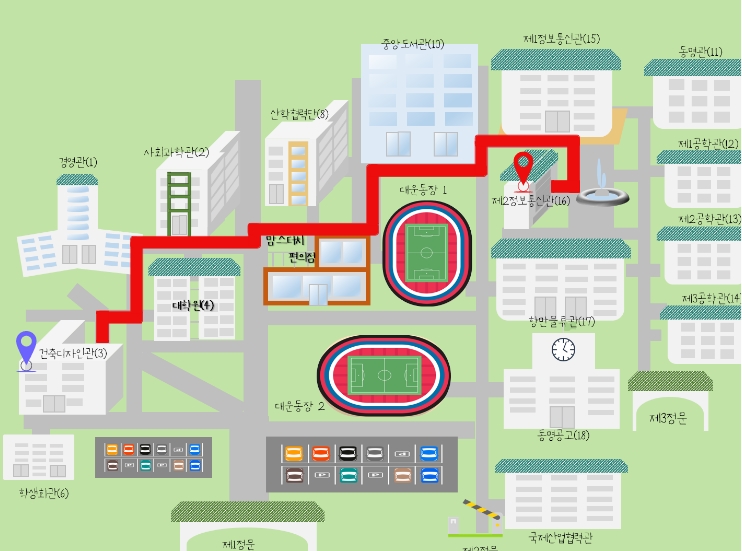 중앙도서관(10)
제1정보통신관(15)
동명관(11)
산학협력단(8)
사회과학관(2)
경영관(1)
제1공학관(12)
대운동장 1
제2정보통신관(16)
제2공학관(13)
맘스터치
편의점
대학원(4)
제3공학관(14)
항만물류관(17)
건축디자인관(3)
대운동장 2
제3정문
동명공고(18)
학생회관(6)
국제산업협력관
제1정문
제2정문